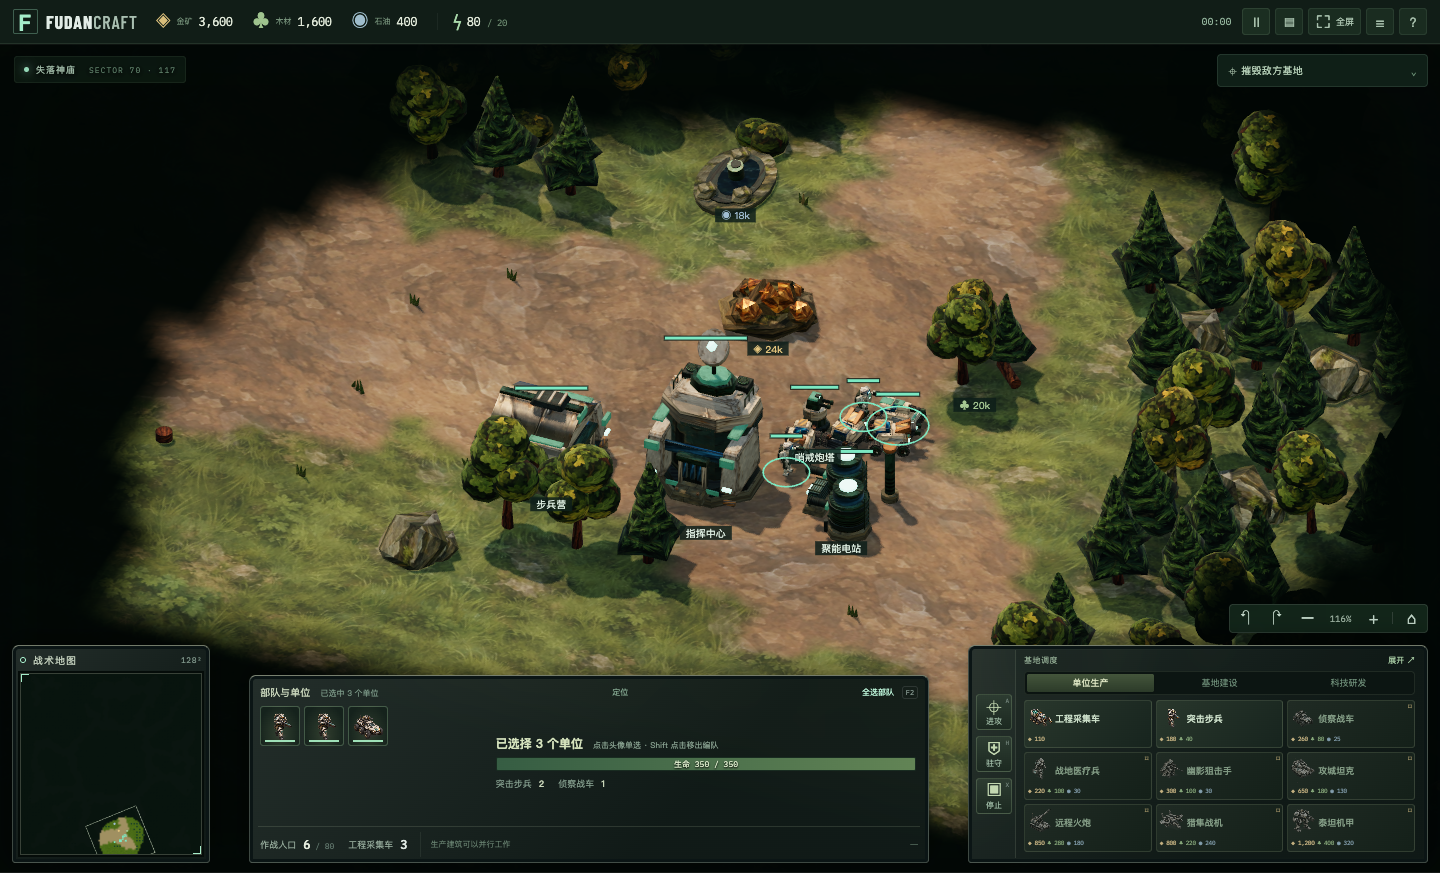 F FUDANCRAFT 金矿 3,600 木材 1,600 石油 400 80 / 20 00:00 全屏 ?
失落神庙 SECTOR 70 · 117
摧毁敌方基地
18k
24k
20k
哨戒炮塔
步兵营
指挥中心
聚能电站
116%
战术地图 128²
部队与单位 已选中 3 个单位 定位 全选部队 F2
已选择 3 个单位 点击头像单选 · Shift 点击移出编队
生命 350 / 350
突击步兵 2 侦察战车 1
作战人口 6 / 80 工程采集车 3 生产建筑可以并行工作 —
进攻
驻守
停止
基地调度 展开 ↗
单位生产 基地建设 科技研发
工程采集车 突击步兵 侦察战车
110 180 40 260 80 25
战地医疗兵 幽影狙击手 攻城坦克
220 100 30 300 100 30 650 180 130
远程火炮 猎隼战机 泰坦机甲
850 280 180 800 220 240 1,200 400 320